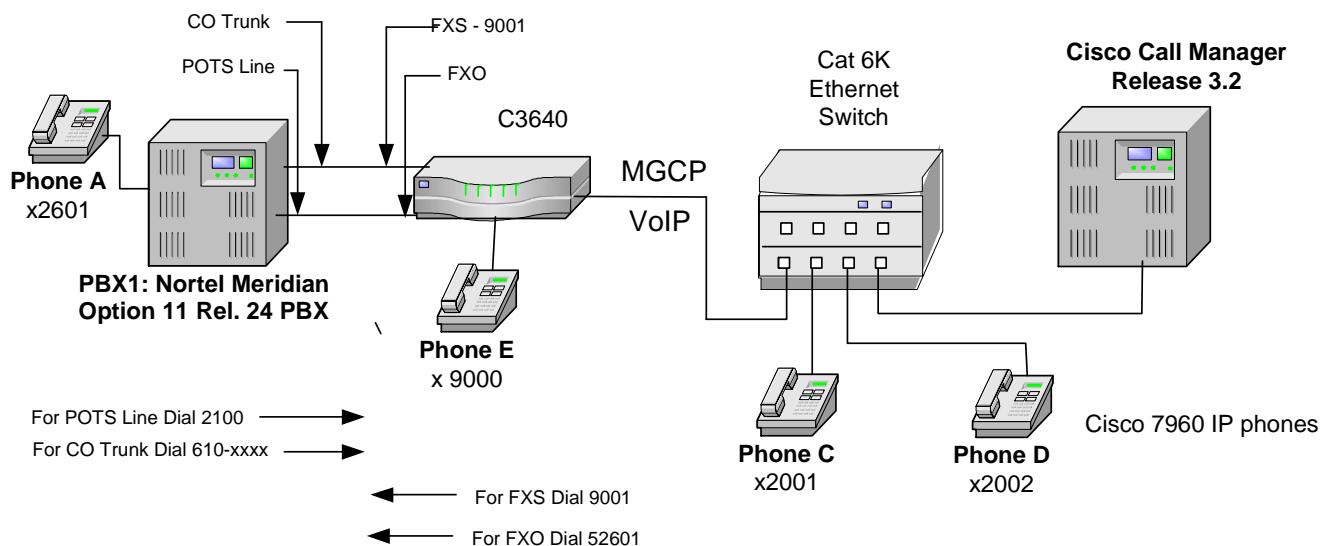 CO Trunk
FXS - 9001
POTS Line
FXO
C3640
Cat 6K
Ethernet
Switch
Cisco Call Manager
Release 3.2
Phone A
x2601
MGCP
VoIP
PBX1: Nortel Meridian
Option 11 Rel. 24 PBX
\
Phone E
x 9000
For POTS Line Dial 2100
For CO Trunk Dial 610-xxxx
For FXS Dial 9001
For FXO Dial 52601
Phone C
x2001
Phone D
x2002
Cisco 7960 IP phones